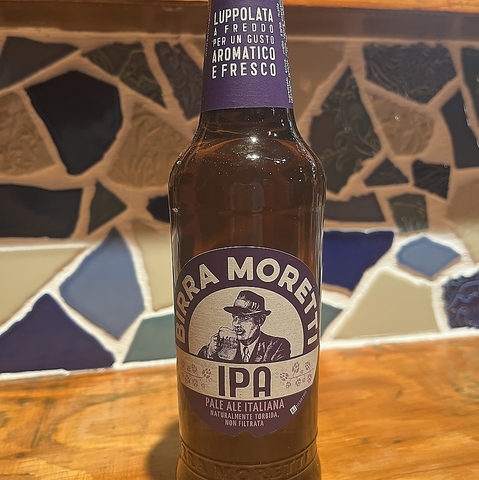 LUPPOLATA
A FREDDO
PER UN GUSTO
AROMATICO
E FRESCO
BIRRA MORETTI
IPA
PALE ALE ITALIANA
NATURALMENTE TORBIDA,
NON FILTRATA